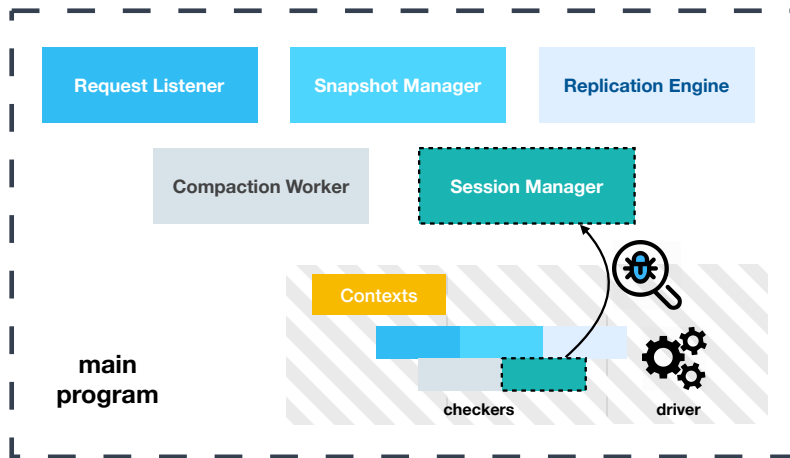 Request Listener
Snapshot Manager
Replication Engine
Compaction Worker
Session Manager
Contexts
main
program
checkers
driver